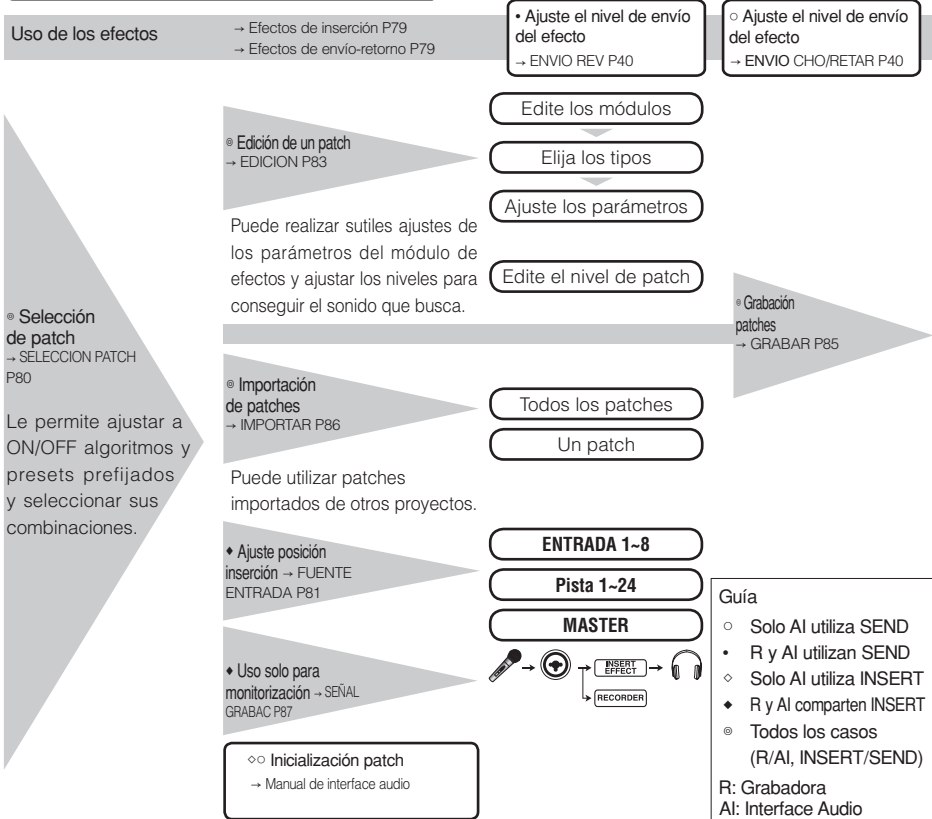 Uso de los efectos
→ Efectos de inserción P79
→ Efectos de envío-retorno P79
• Ajuste el nivel de envío
del efecto
→ ENVIO REV P40
○ Ajuste el nivel de envío
del efecto
→ ENVIO CHO/RETAR P40
◎ Selección
de patch
→ SELECCION PATCH
P80
Le permite ajustar a
ON/OFF algoritmos y
presets prefijados
y seleccionar sus
combinaciones.
◎ Edición de un patch
→ EDICION P83
Edite los módulos
Elija los tipos
Ajuste los parámetros
Puede realizar sutiles ajustes de
los parámetros del módulo de
efectos y ajustar los niveles para
conseguir el sonido que busca.
Edite el nivel de patch
◎ Grabación
patches
→ GRABAR P85
◎ Importación
de patches
→ IMPORTAR P86
Todos los patches
Un patch
Puede utilizar patches
importados de otros proyectos.
◆ Ajuste posición
inserción → FUENTE
ENTRADA P81
ENTRADA 1~8
Pista 1~24
MASTER
◆ Uso solo para
monitorización → SEÑAL
GRABAC P87
→ → INSERT
EFFECT →
RECORDER
◇○ Inicialización patch
→ Manual de interface audio
Guía
○ Solo AI utiliza SEND
• R y AI utilizan SEND
◇ Solo AI utiliza INSERT
◆ R y AI comparten INSERT
◎ Todos los casos
(R/AI, INSERT/SEND)
R: Grabadora
AI: Interface Audio